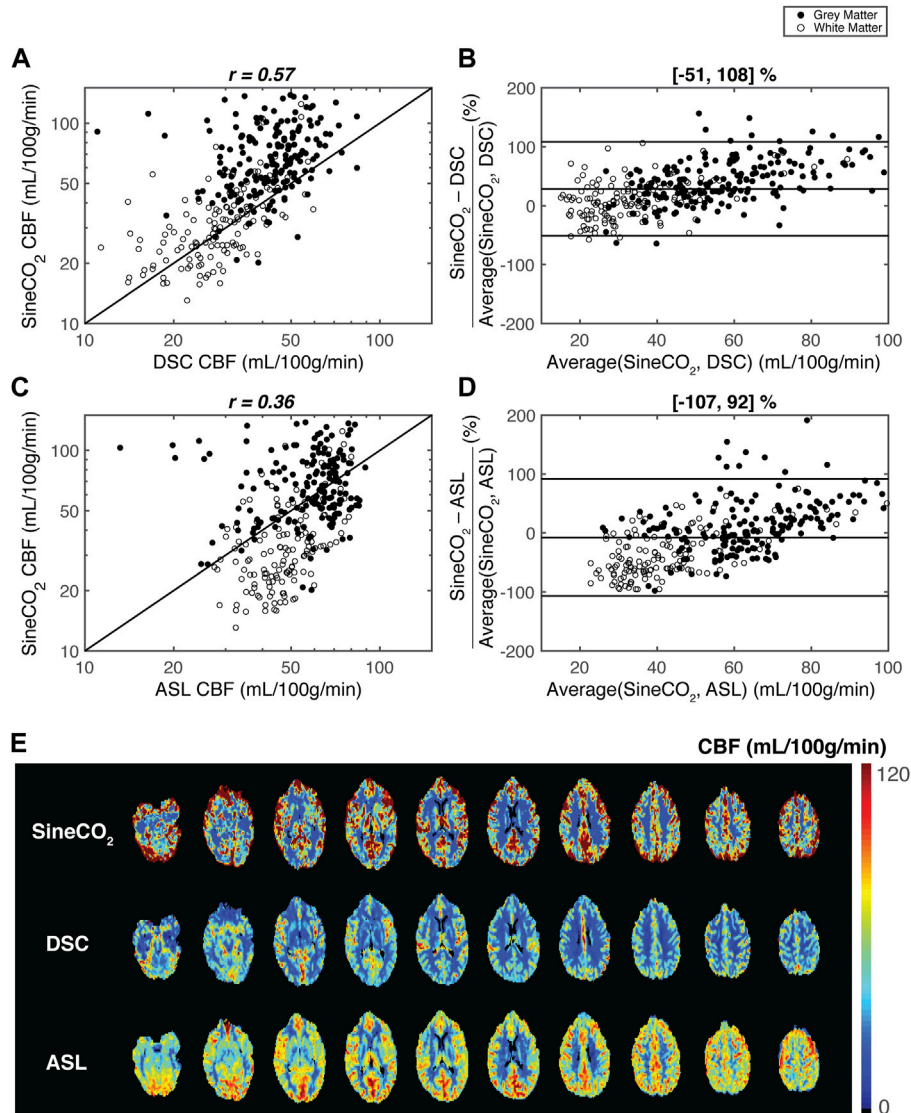 Grey Matter
White Matter
A
r = 0.57
SineCO₂ CBF (mL/100g/min)
100
50
20
10
10
20
50
100
DSC CBF (mL/100g/min)
B
[-51, 108] %
SineCO₂ – DSC
Average(SineCO₂, DSC)
(%)
200
100
0
-100
-200
20
40
60
80
100
Average(SineCO₂, DSC) (mL/100g/min)
C
r = 0.36
SineCO₂ CBF (mL/100g/min)
100
50
20
10
10
20
50
100
ASL CBF (mL/100g/min)
D
[-107, 92] %
SineCO₂ – ASL
Average(SineCO₂, ASL)
(%)
200
100
0
-100
-200
20
40
60
80
100
Average(SineCO₂, ASL) (mL/100g/min)
E
CBF (mL/100g/min)
120
SineCO₂
DSC
ASL
0